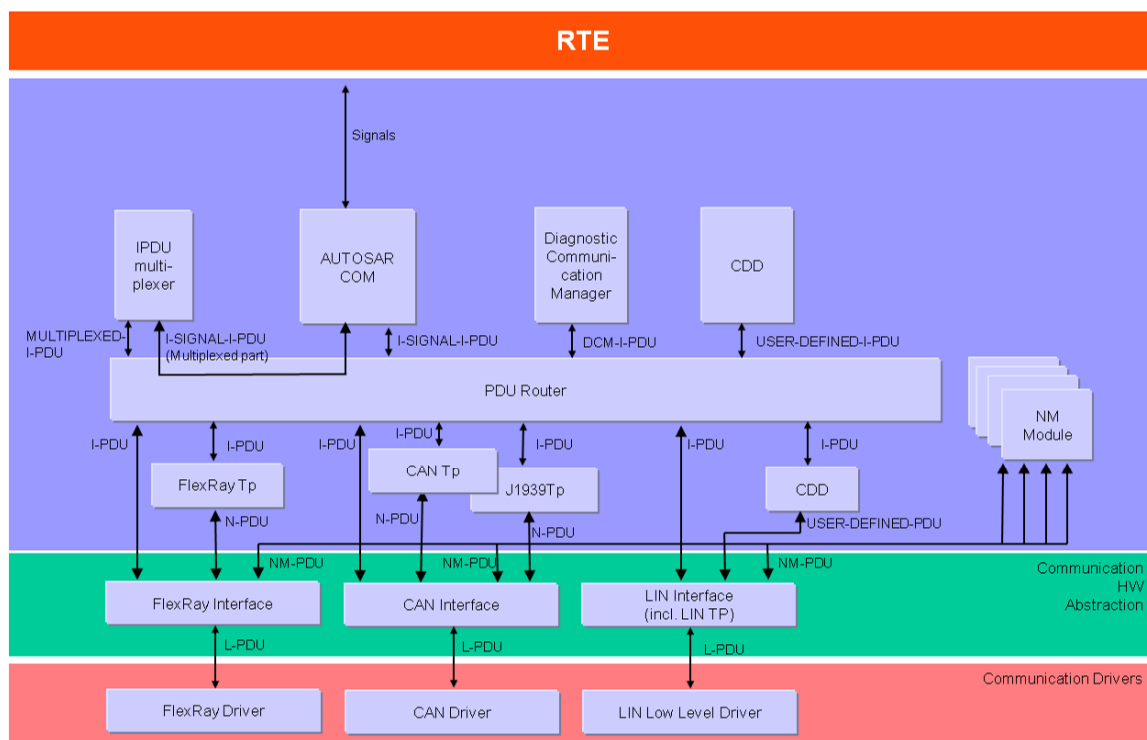 RTE
Signals
IPDU
multi-
plexer
AUTOSAR
COM
Diagnostic
Communi-
cation
Manager
CDD
MULTIPLEXED-
I-PDU
I-SIGNAL-I-PDU
(Multiplexed part)
I-SIGNAL-I-PDU
DCM-I-PDU
USER-DEFINED-I-PDU
PDU Router
NM
Module
I-PDU
I-PDU
I-PDU
I-PDU
I-PDU
I-PDU
I-PDU
FlexRay Tp
CAN Tp
J1939Tp
CDD
N-PDU
N-PDU
N-PDU
USER-DEFINED-PDU
NM-PDU
NM-PDU
NM-PDU
Communication
HW
Abstraction
FlexRay Interface
CAN Interface
LIN Interface
(incl. LIN TP)
L-PDU
L-PDU
L-PDU
Communication Drivers
FlexRay Driver
CAN Driver
LIN Low Level Driver